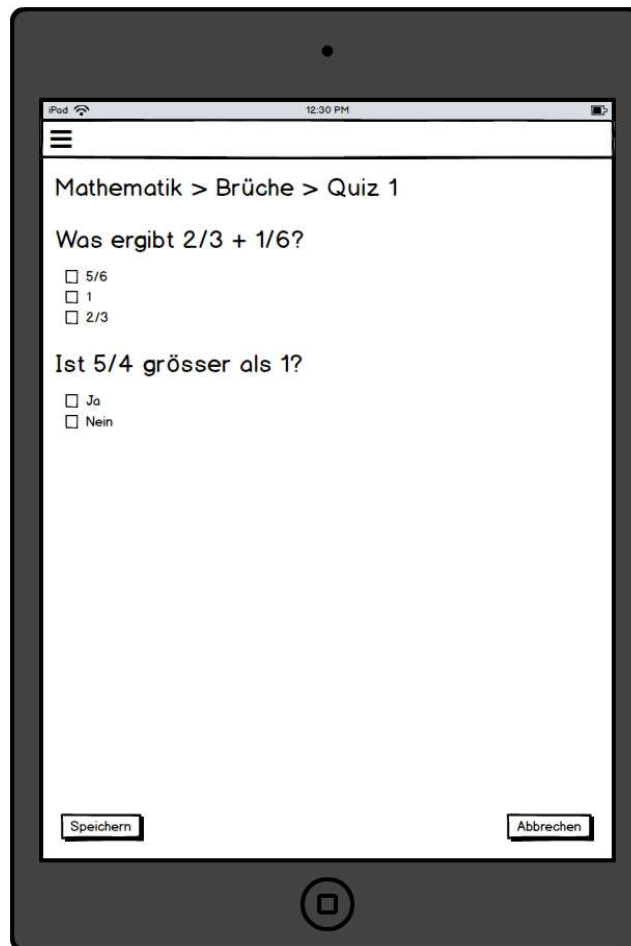 iPod 12:30 PM
Mathematik > Brüche > Quiz 1
Was ergibt 2/3 + 1/6?
5/6
1
2/3
Ist 5/4 grösser als 1?
Ja
Nein
Speichern Abbrechen